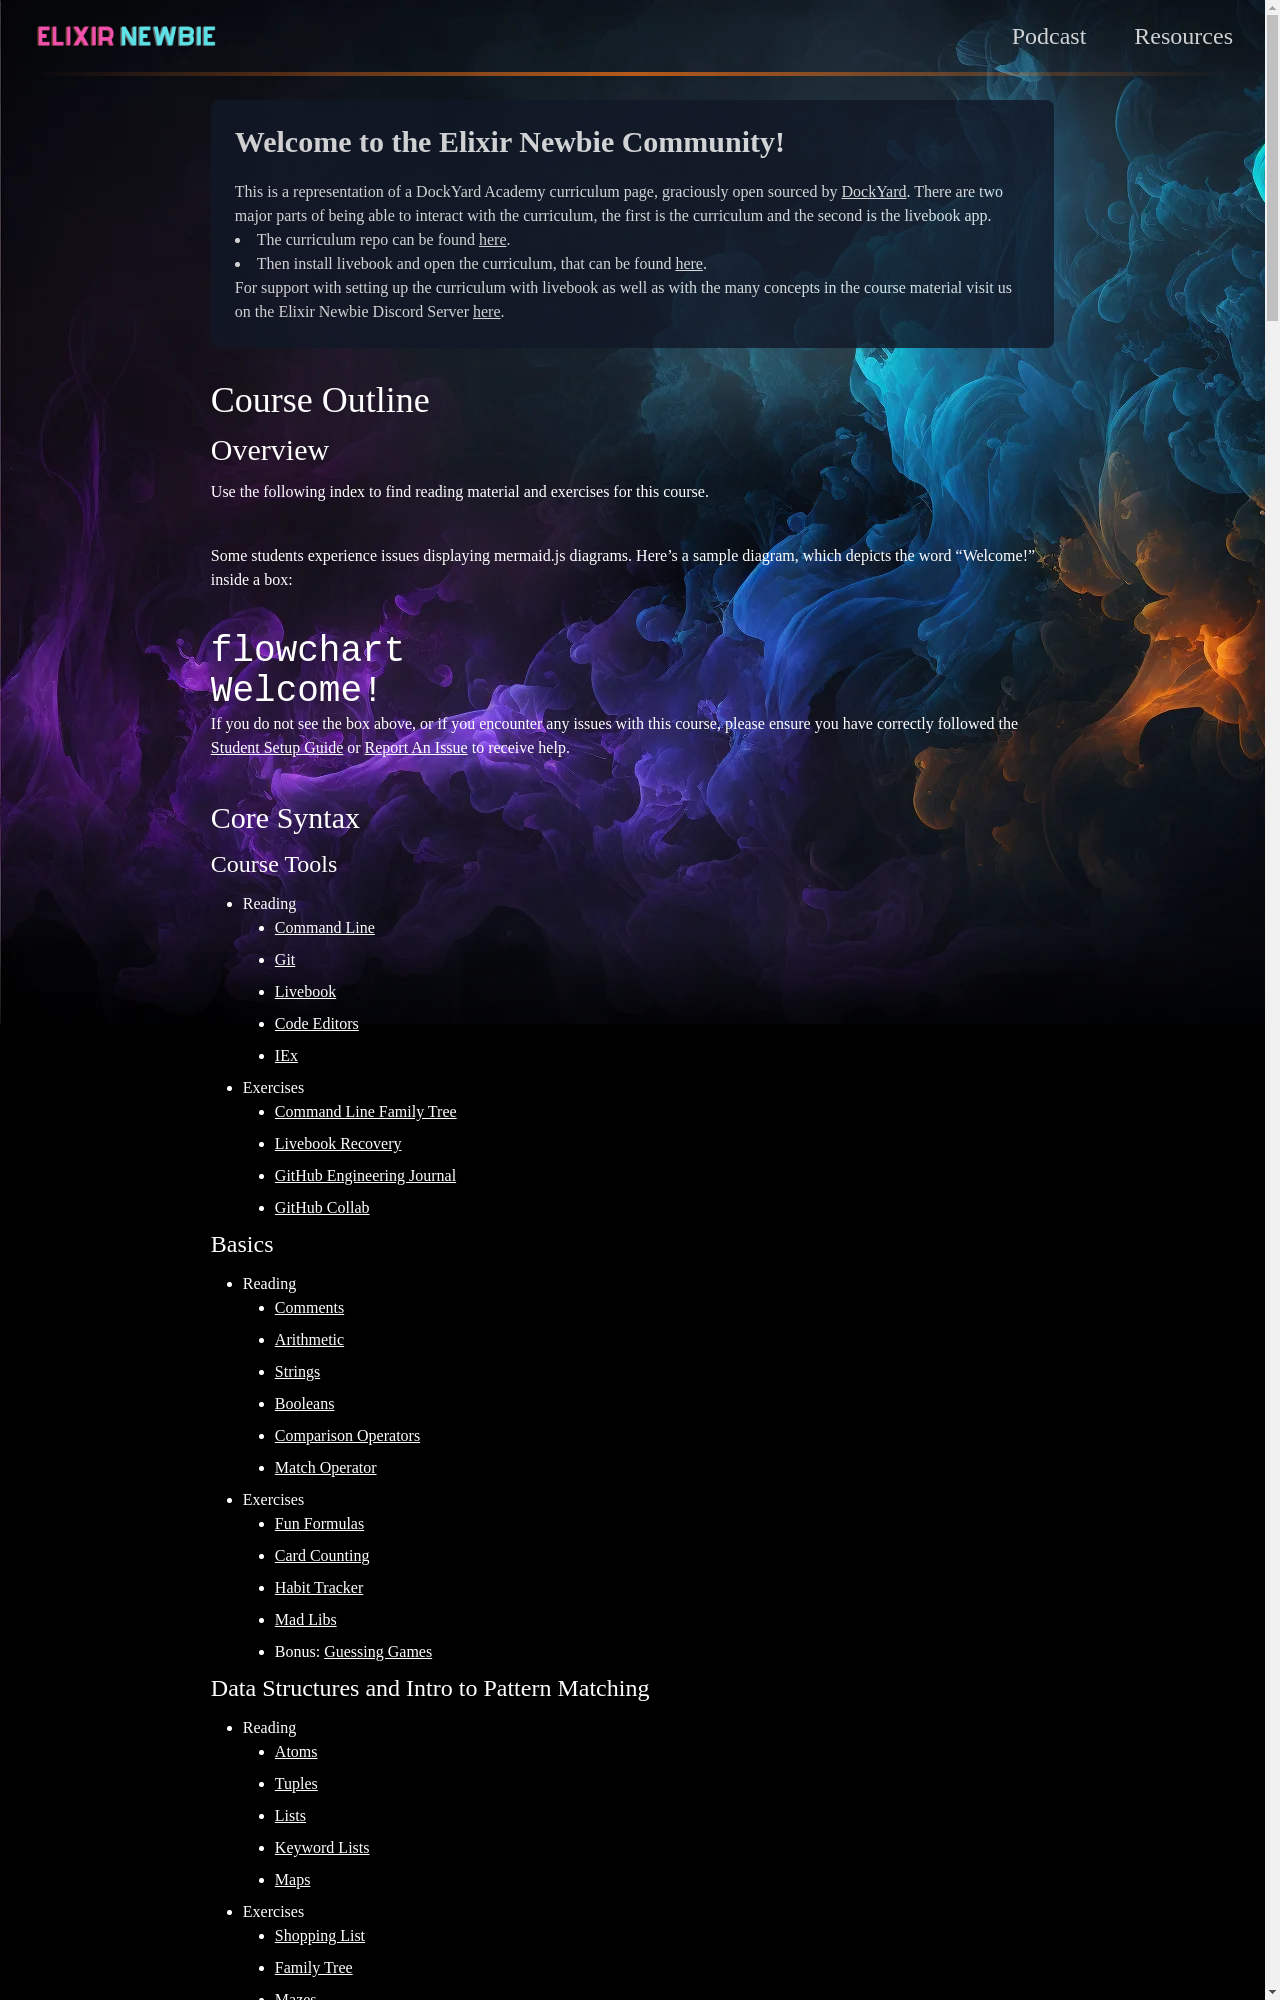 ELIXIR NEWBIE
Podcast
Resources
Welcome to the Elixir Newbie Community!
This is a representation of a DockYard Academy curriculum page, graciously open sourced by DockYard. There are two
major parts of being able to interact with the curriculum, the first is the curriculum and the second is the livebook app.
• The curriculum repo can be found here.
• Then install livebook and open the curriculum, that can be found here.
For support with setting up the curriculum with livebook as well as with the many concepts in the course material visit us
on the Elixir Newbie Discord Server here.
Course Outline
Overview
Use the following index to find reading material and exercises for this course.
Some students experience issues displaying mermaid.js diagrams. Here’s a sample diagram, which depicts the word “Welcome!”
inside a box:
flowchart
Welcome!
If you do not see the box above, or if you encounter any issues with this course, please ensure you have correctly followed the
Student Setup Guide or Report An Issue to receive help.
Core Syntax
Course Tools
• Reading
• Command Line
• Git
• Livebook
• Code Editors
• IEx
• Exercises
• Command Line Family Tree
• Livebook Recovery
• GitHub Engineering Journal
• GitHub Collab
Basics
• Reading
• Comments
• Arithmetic
• Strings
• Booleans
• Comparison Operators
• Match Operator
• Exercises
• Fun Formulas
• Card Counting
• Habit Tracker
• Mad Libs
• Bonus: Guessing Games
Data Structures and Intro to Pattern Matching
• Reading
• Atoms
• Tuples
• Lists
• Keyword Lists
• Maps
• Exercises
• Shopping List
• Family Tree
• Mazes